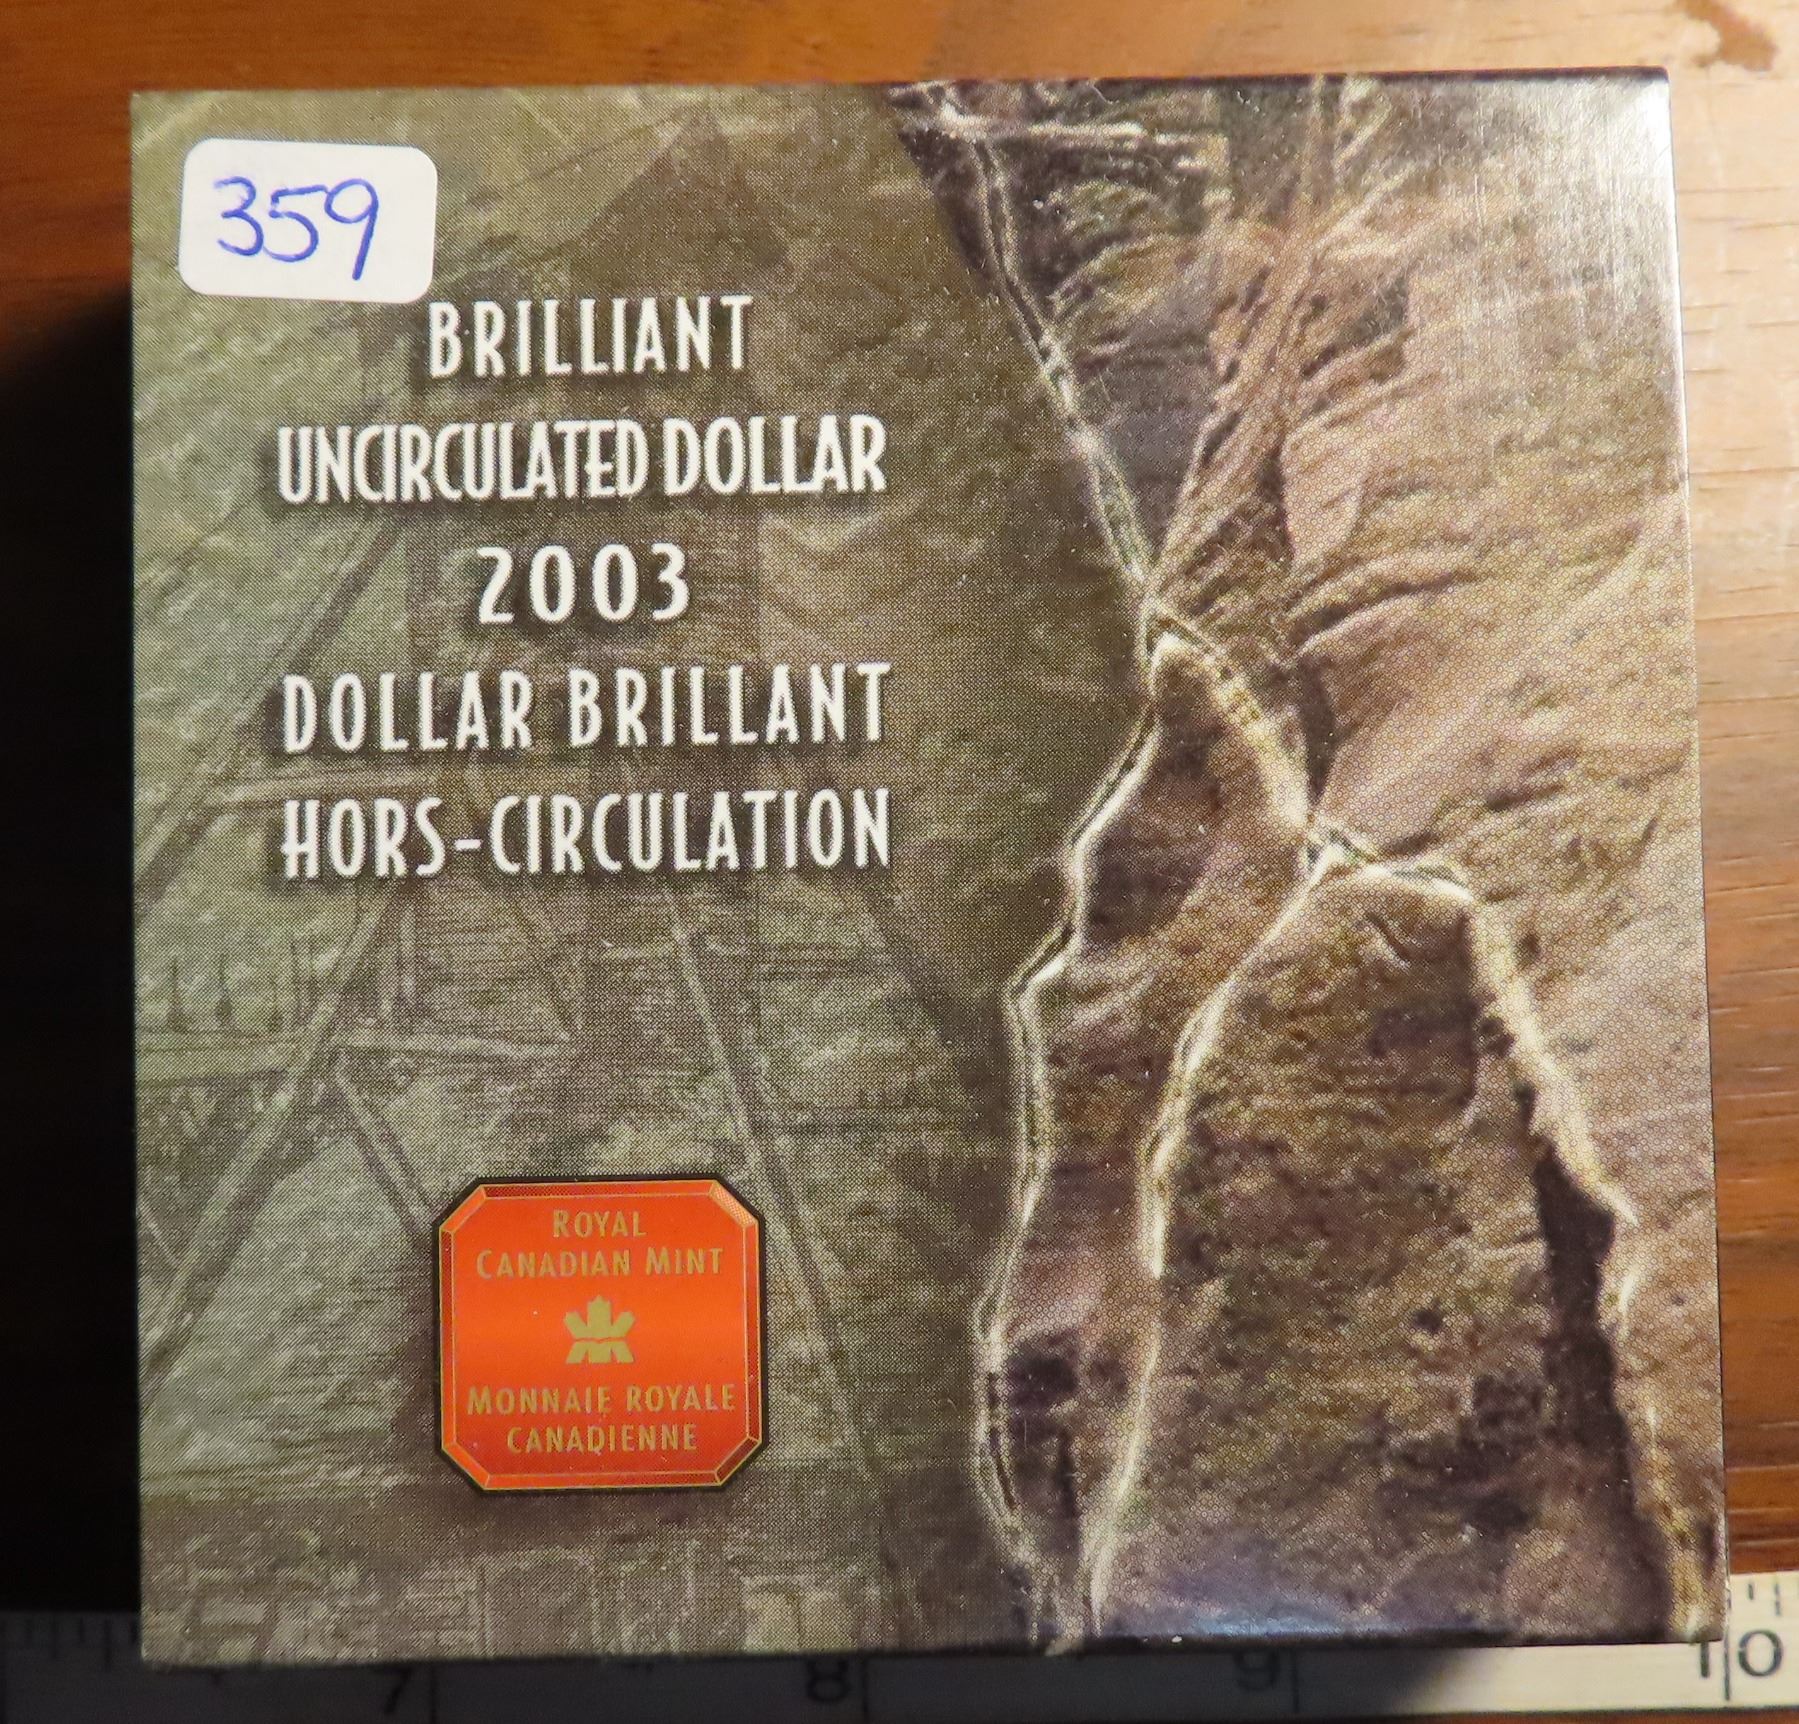 359
BRILLIANT
UNCIRCULATED DOLLAR
2003
DOLLAR BRILLANT
HORS-CIRCULATION
ROYAL
CANADIAN MINT
MONNAIE ROYALE
CANADIENNE
7 8 9 10